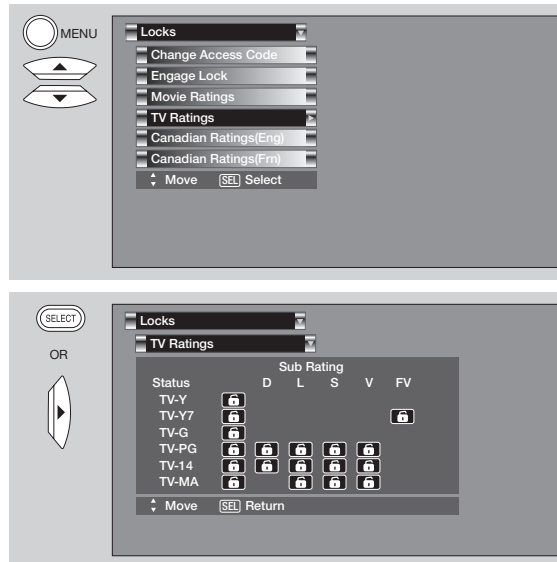 MENU
Locks
Change Access Code
Engage Lock
Movie Ratings
TV Ratings
Canadian Ratings(Eng)
Canadian Ratings(Frn)
Move SEL Select
SELECT
OR
Locks
TV Ratings
Sub Rating
Status D L S V FV
TV-Y
TV-Y7
TV-G
TV-PG
TV-14
TV-MA
Move SEL Return